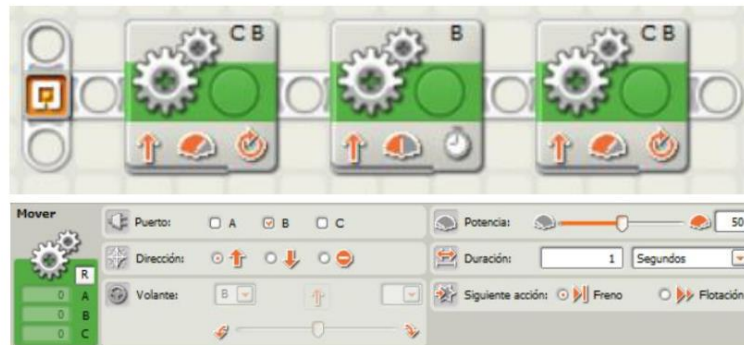 C B
B
C B
Mover
Puerto: A B C
Potencia: 50
Dirección:
Duración: 1 Segundos
R
Volante: B
Siguiente acción: Freno Flotación
0 A
0 B
0 C